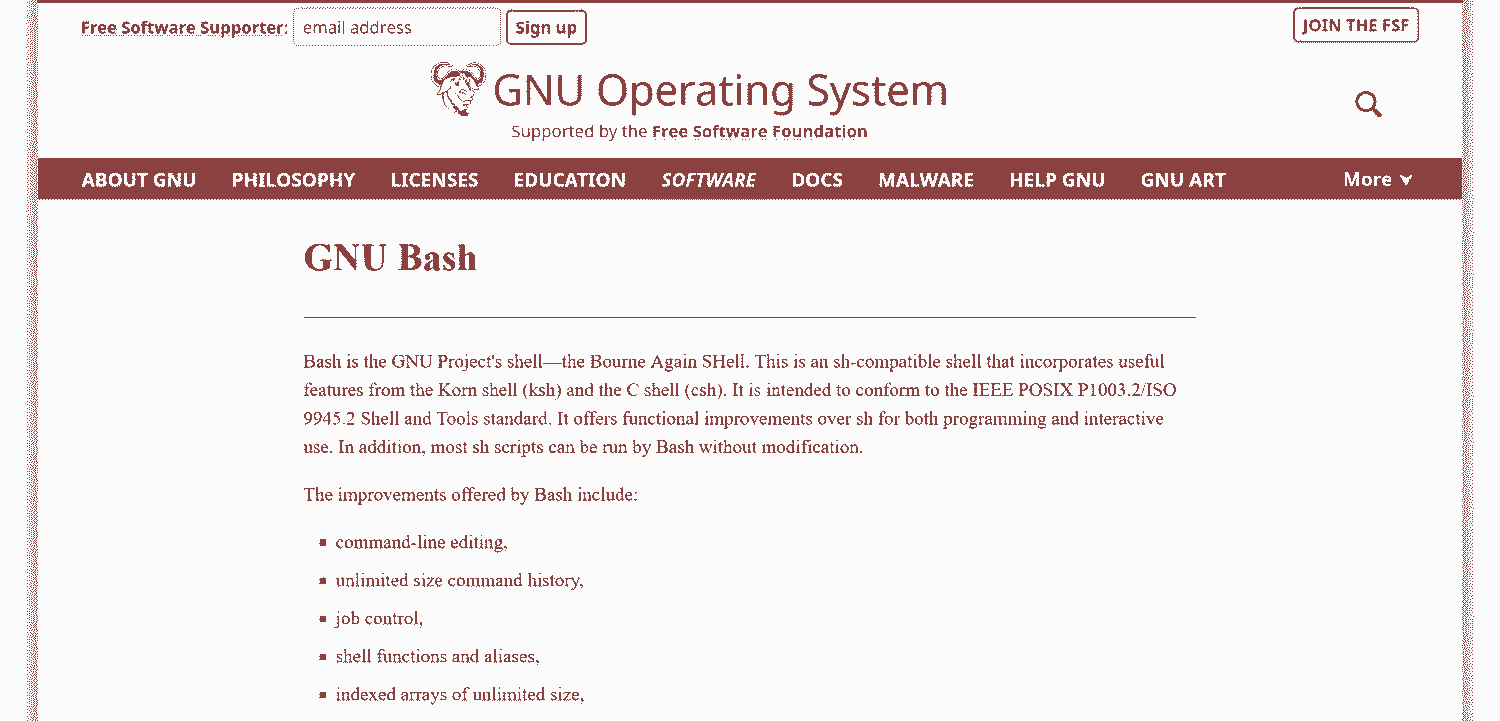 Free Software Supporter: email address Sign up
JOIN THE FSF
GNU Operating System
Supported by the Free Software Foundation
ABOUT GNU PHILOSOPHY LICENSES EDUCATION SOFTWARE DOCS MALWARE HELP GNU GNU ART More
GNU Bash
Bash is the GNU Project's shell—the Bourne Again SHell. This is an sh-compatible shell that incorporates useful
features from the Korn shell (ksh) and the C shell (csh). It is intended to conform to the IEEE POSIX P1003.2/ISO
9945.2 Shell and Tools standard. It offers functional improvements over sh for both programming and interactive
use. In addition, most sh scripts can be run by Bash without modification.
The improvements offered by Bash include:
command-line editing,
unlimited size command history,
job control,
shell functions and aliases,
indexed arrays of unlimited size,